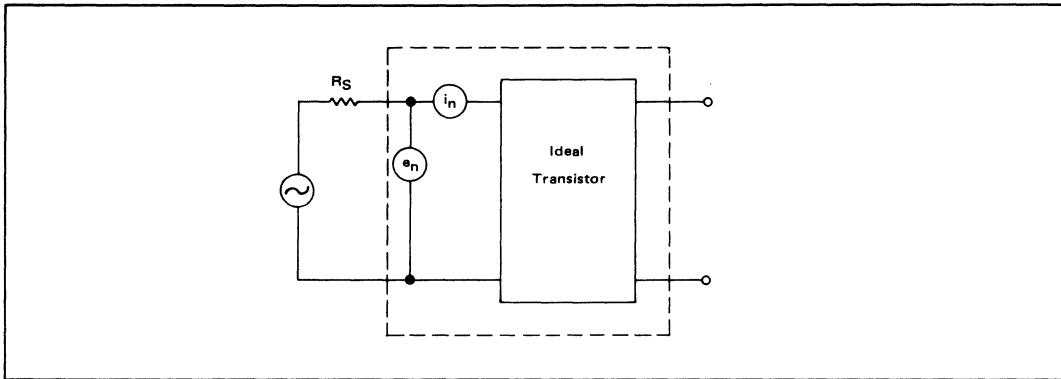 R_S
i_n
e_n
Ideal
Transistor